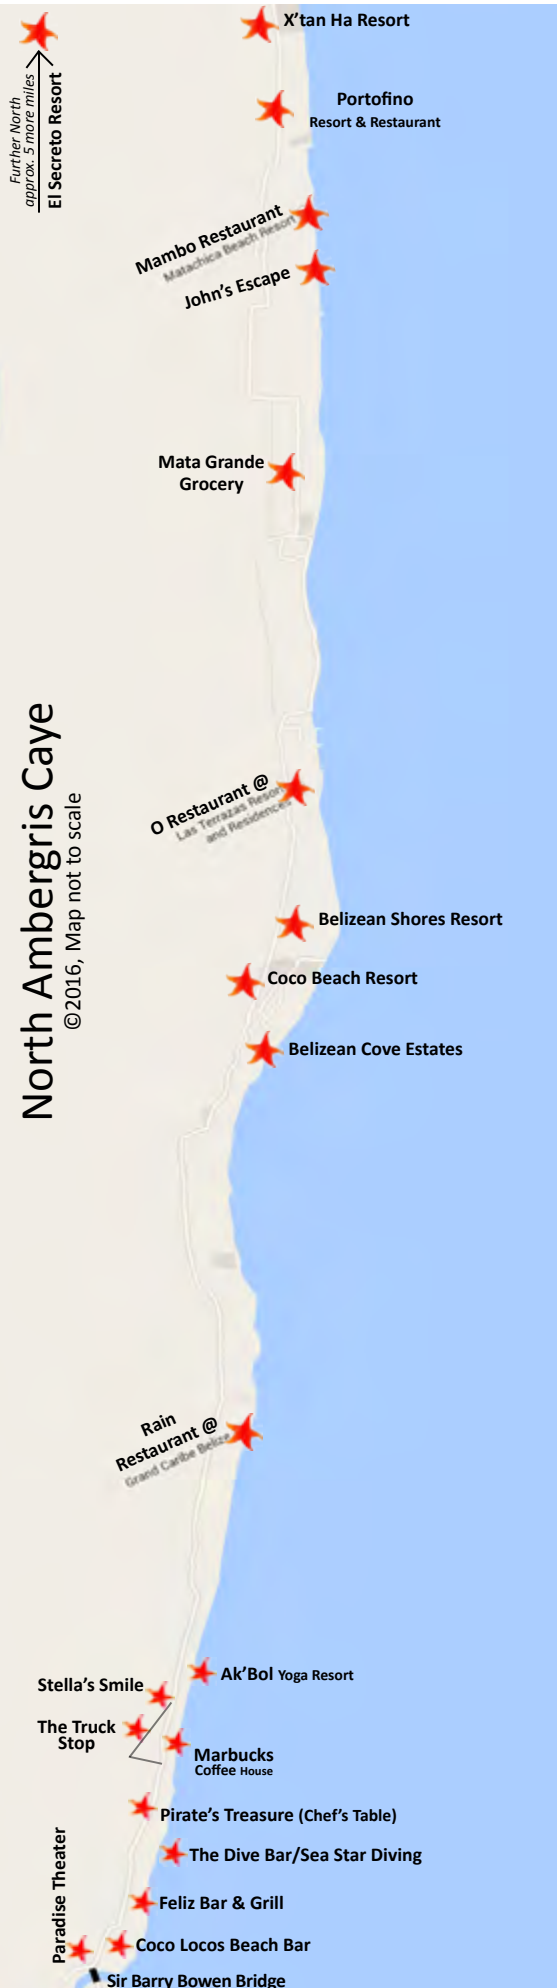 X'tan Ha Resort
Further North
approx. 5 more miles
El Secreto Resort
Portofino
Resort & Restaurant
Mambo Restaurant
Matachica Beach Resort
John's Escape
Mata Grande
Grocery
North Ambergris Caye
©2016, Map not to scale
O Restaurant @
Las Terrazas Resort
and Residences
Belizean Shores Resort
Coco Beach Resort
Belizean Cove Estates
Rain
Restaurant @
Grand Caribe Belize
Ak'Bol Yoga Resort
Stella's Smile
The Truck
Stop
Marbucks
Coffee House
Pirate's Treasure (Chef's Table)
The Dive Bar/Sea Star Diving
Feliz Bar & Grill
Paradise Theater
Coco Locos Beach Bar
Sir Barry Bowen Bridge